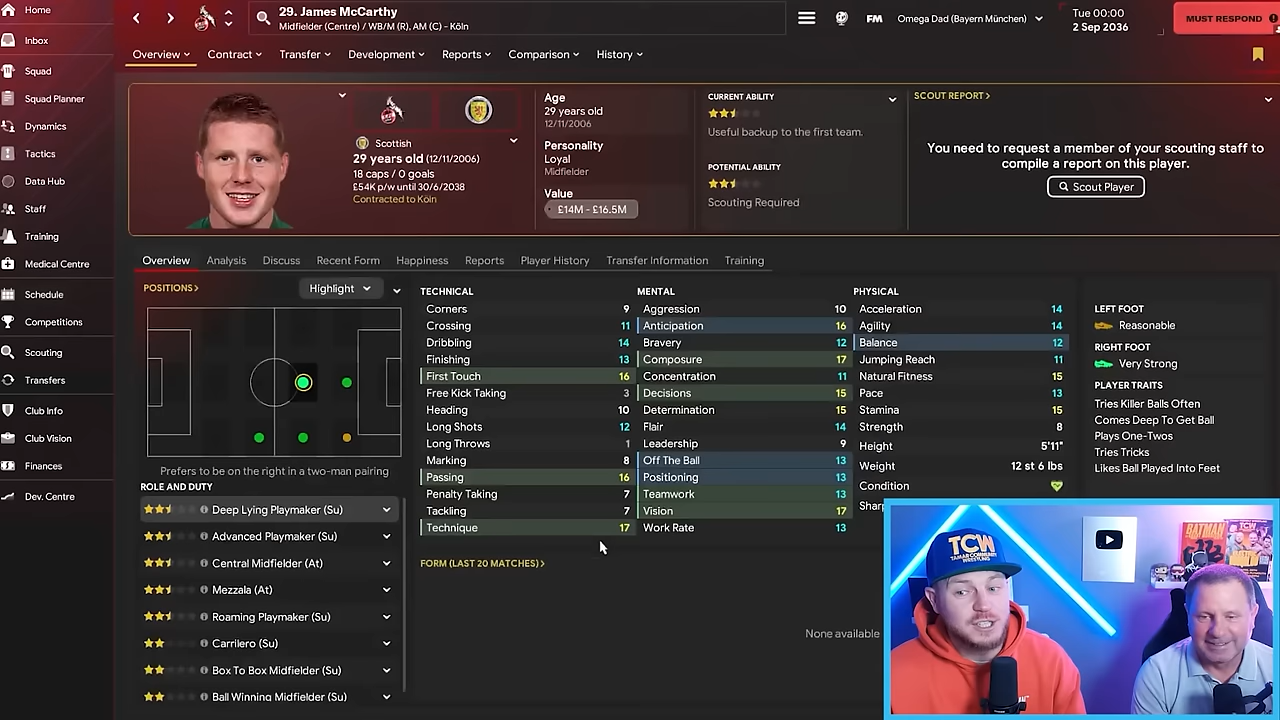 Home
Inbox
Squad
Squad Planner
Dynamics
Tactics
Data Hub
Staff
Training
Medical Centre
Schedule
Competitions
Scouting
Transfers
Club Info
Club Vision
Finances
Dev. Centre
29. James McCarthy
Midfielder (Centre) / WB/M (R), AM (C) - Köln
FM
Omega Dad (Bayern München)
Tue 00:00
2 Sep 2036
MUST RESPOND
Overview
Contract
Transfer
Development
Reports
Comparison
History
Scottish
29 years old (12/11/2006)
18 caps / 0 goals
£54K p/w until 30/6/2038
Contracted to Köln
Age
29 years old
12/11/2006
Personality
Loyal
Midfielder
Value
£14M - £16.5M
CURRENT ABILITY
Useful backup to the first team.
POTENTIAL ABILITY
Scouting Required
SCOUT REPORT >
You need to request a member of your scouting staff to
compile a report on this player.
Scout Player
Overview
Analysis
Discuss
Recent Form
Happiness
Reports
Player History
Transfer Information
Training
POSITIONS >
Highlight
Prefers to be on the right in a two-man pairing
ROLE AND DUTY
Deep Lying Playmaker (Su)
Advanced Playmaker (Su)
Central Midfielder (At)
Mezzala (At)
Roaming Playmaker (Su)
Carrilero (Su)
Box To Box Midfielder (Su)
Ball Winning Midfielder (Su)
TECHNICAL
Corners 9
Crossing 11
Dribbling 14
Finishing 13
First Touch 16
Free Kick Taking 3
Heading 10
Long Shots 12
Long Throws 1
Marking 8
Passing 16
Penalty Taking 7
Tackling 7
Technique 17
MENTAL
Aggression 10
Anticipation 16
Bravery 12
Composure 17
Concentration 11
Decisions 15
Determination 15
Flair 14
Leadership 9
Off The Ball 13
Positioning 13
Teamwork 13
Vision 17
Work Rate 13
PHYSICAL
Acceleration 14
Agility 14
Balance 12
Jumping Reach 11
Natural Fitness 15
Pace 13
Stamina 15
Strength 8
Height 5'11"
Weight 12 st 6 lbs
Condition
Sharp
LEFT FOOT
Reasonable
RIGHT FOOT
Very Strong
PLAYER TRAITS
Tries Killer Balls Often
Comes Deep To Get Ball
Plays One-Twos
Tries Tricks
Likes Ball Played Into Feet
FORM (LAST 20 MATCHES) >
None available
TCW
TAMAR COMMUNITY
WRESTLING
BATMAN